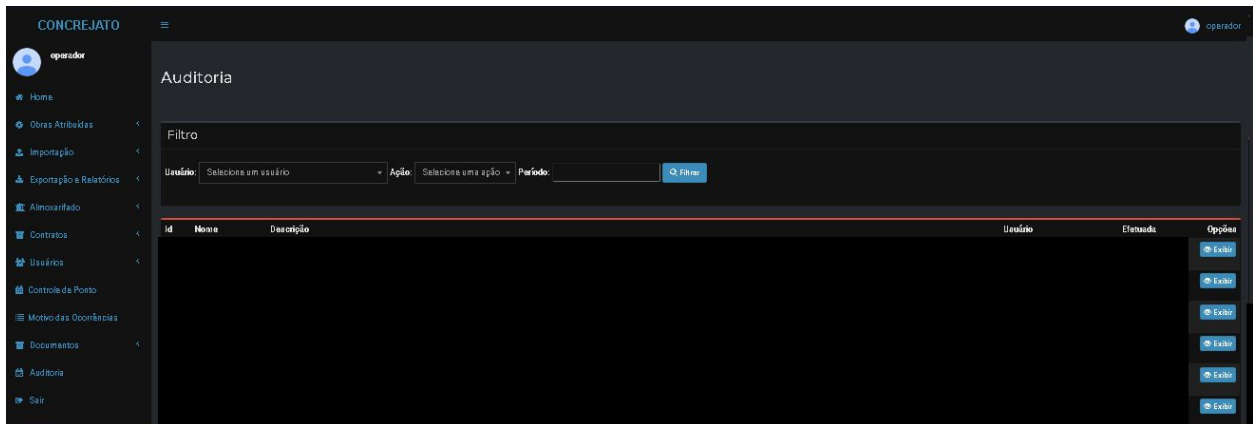 CONCREJATO
operador
operador
Home
Obras Atribuídas
Importação
Exportação e Relatórios
Almoxarifado
Contratos
Usuários
Controle de Ponto
Motivo das Ocorrências
Documentos
Auditoria
Sair
Auditoria
Filtro
Usuário: Selecione um usuário Ação: Selecione uma ação Período: Filtrar
Id Nome Descrição Usuário Efetuada Opções
Exibir
Exibir
Exibir
Exibir
Exibir
Exibir